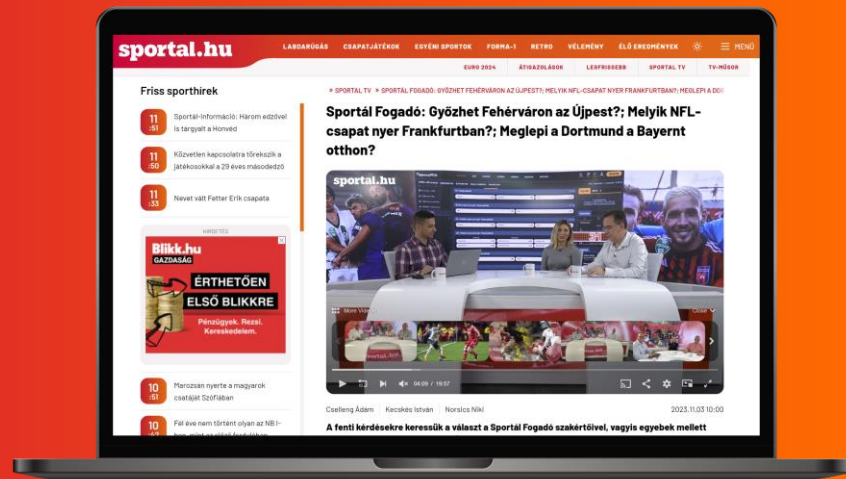 sportal.hu
LABDARÚGÁS CSAPATJÁTÉKOK EGYÉNI SPORTOK FORMA-1 RETRO VÉLEMÉNY ÉLŐ EREDMÉNYEK MENÜ
EURO 2024 ÁTIGAZOLÁSOK LEGFRISSEBB SPORTAL TV TV-MŰSOR
Friss sporthírek
» SPORTAL TV » SPORTÁL FOGADÓ: GYŐZHET FEHÉRVÁRON AZ ÚJPEST?; MELYIK NFL-CSAPAT NYER FRANKFURTBAN?; MEGLEPI A
Sportál Fogadó: Győzhet Fehérváron az Újpest?; Melyik NFL-
csapat nyer Frankfurtban?; Meglepi a Dortmund a Bayernt
otthon?
11
:51
Sportál-információ: Három edzővel
is tárgyalt a Honvéd
11
:50
Közvetlen kapcsolatra törekszik a
játékosokkal a 29 éves másodedző
11
:33
Nevet vált Fetter Erik csapata
HIRDETÉS
Blikk.hu
GAZDASÁG
ÉRTHETŐEN
ELSŐ BLIKKRE
Pénzügyek. Rezsi.
Kereskedelem.
sportal.hu
More Videos
Close
04:09 / 19:57
10
:51
Marozsán nyerte a magyarok
csatáját Szófiában
10
Fél éve nem történt olyan az NB I-
Cselleng Ádám Kecskés István Norsics Niki
2023.11.03 10:00
A fenti kérdésekre keressük a választ a Sportál Fogadó szakértőivel, vagyis egyebek mellett